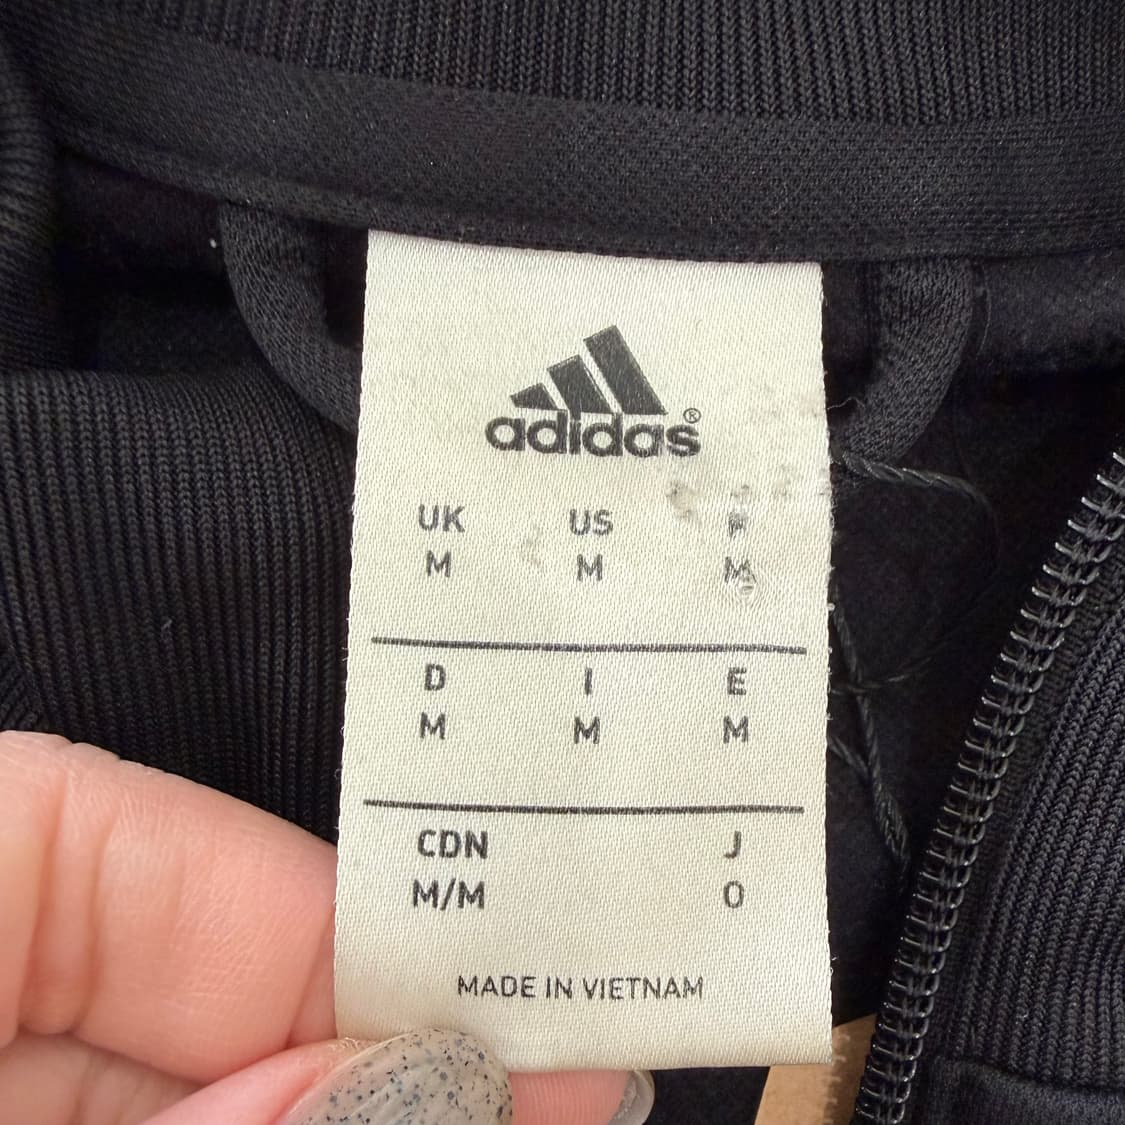 adidas®
UK US F
M M M
D I E
M M M
CDN J
M/M O
MADE IN VIETNAM